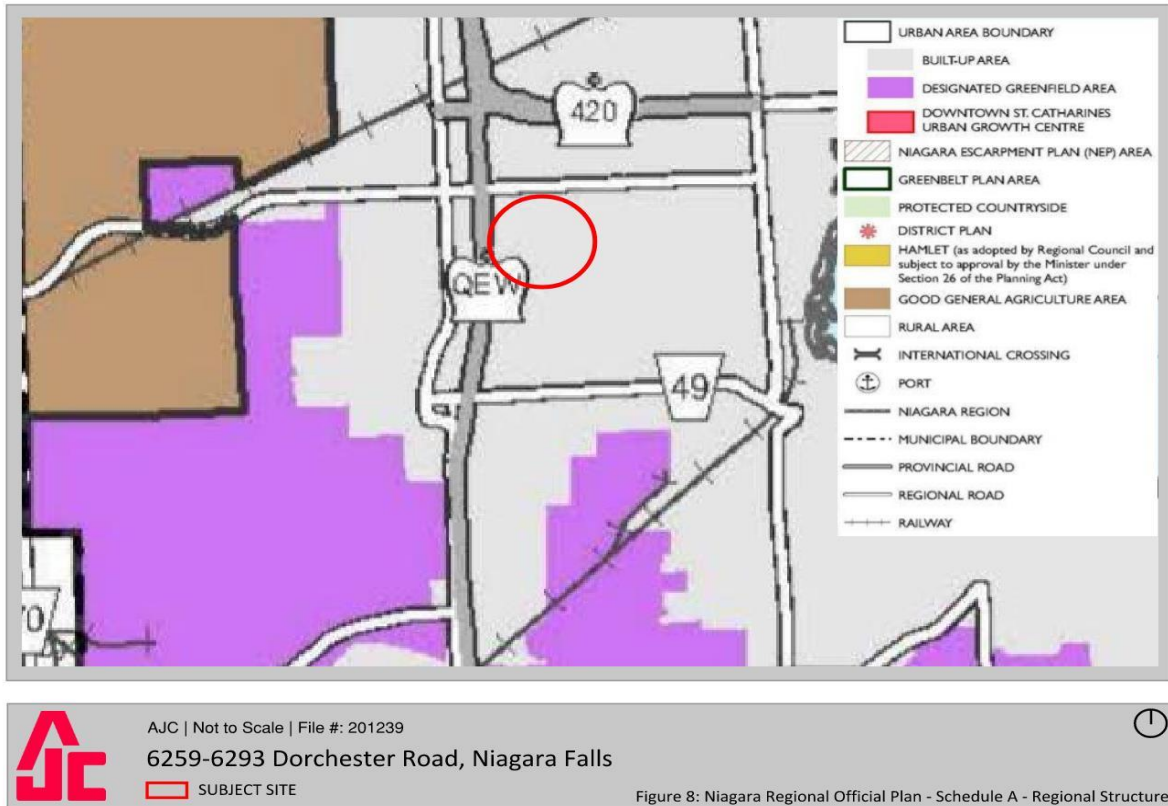 420
QEW
49
70
URBAN AREA BOUNDARY
BUILT-UP AREA
DESIGNATED GREENFIELD AREA
DOWNTOWN ST. CATHARINES
URBAN GROWTH CENTRE
NIAGARA ESCARPMENT PLAN (NEP) AREA
GREENBELT PLAN AREA
PROTECTED COUNTRYSIDE
DISTRICT PLAN
HAMLET (as adopted by Regional Council and
subject to approval by the Minister under
Section 26 of the Planning Act)
GOOD GENERAL AGRICULTURE AREA
RURAL AREA
INTERNATIONAL CROSSING
PORT
NIAGARA REGION
MUNICIPAL BOUNDARY
PROVINCIAL ROAD
REGIONAL ROAD
RAILWAY
AJC
AJC | Not to Scale | File #: 201239
6259-6293 Dorchester Road, Niagara Falls
SUBJECT SITE
Figure 8: Niagara Regional Official Plan - Schedule A - Regional Structure